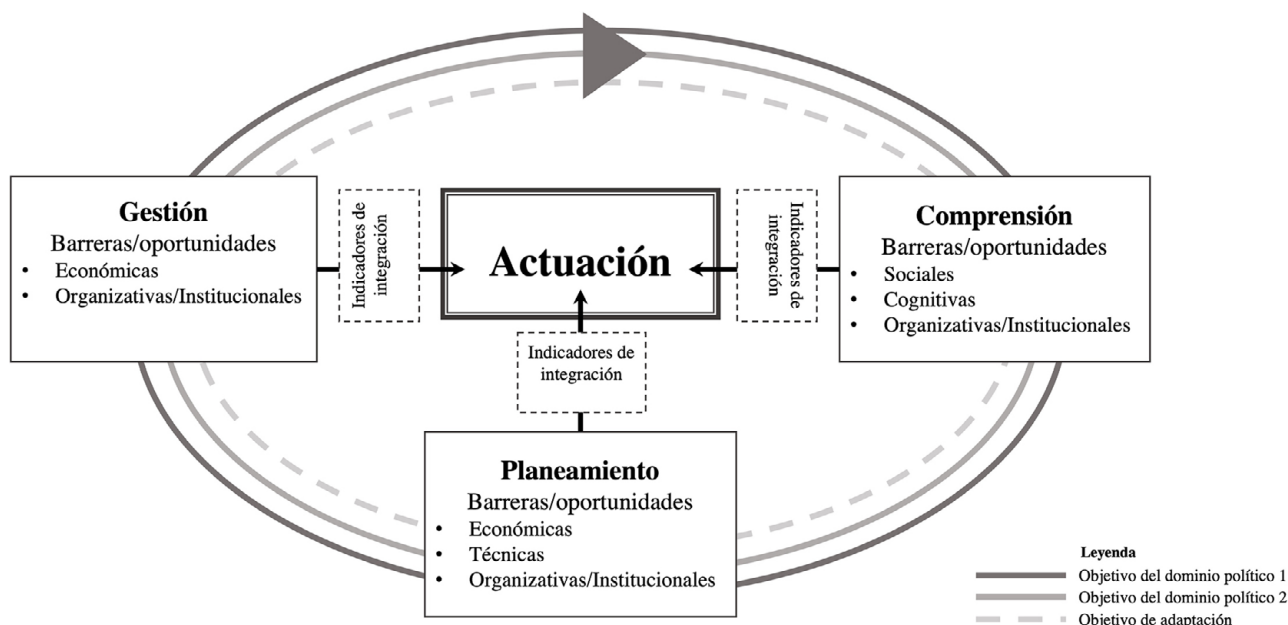 Gestión
Barreras/oportunidades
• Económicas
• Organizativas/Institucionales
Indicadores de
integración
Actuación
Indicadores de
integración
Comprensión
Barreras/oportunidades
• Sociales
• Cognitivas
• Organizativas/Institucionales
Indicadores de
integración
Planeamiento
Barreras/oportunidades
• Económicas
• Técnicas
• Organizativas/Institucionales
Leyenda
Objetivo del dominio político 1
Objetivo del dominio político 2
Objetivo de adaptación